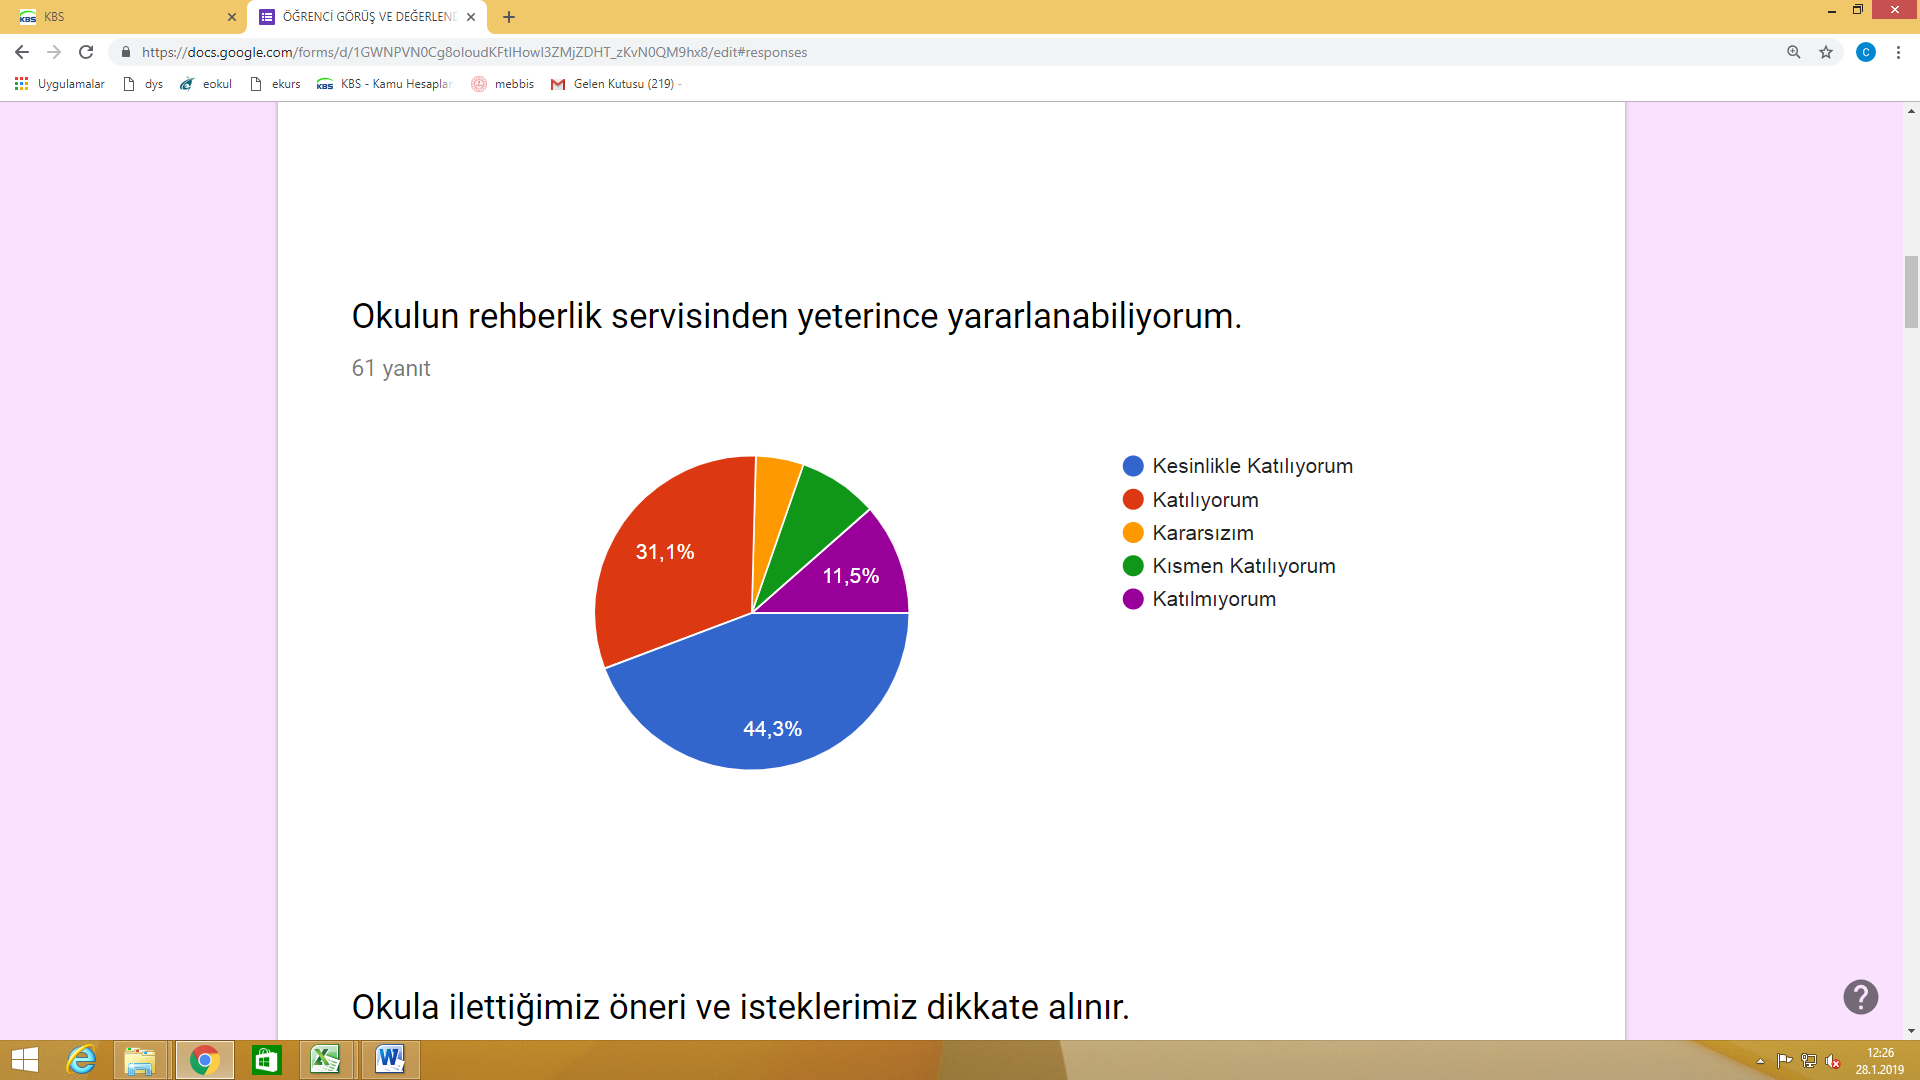 KBS
ÖĞRENCİ GÖRÜŞ VE DEĞERLEND
https://docs.google.com/forms/d/1GWNPVN0Cg8oIoudKFtIHowI3ZMjZDHT_zKvN0QM9hx8/edit#responses
C
Uygulamalar
dys
eokul
ekurs
KBS - Kamu Hesaplar
mebbis
Gelen Kutusu (219) -
Okulun rehberlik servisinden yeterince yararlanabiliyorum.
61 yanıt
31,1%
11,5%
44,3%
Kesinlikle Katılıyorum
Katılıyorum
Kararsızım
Kısmen Katılıyorum
Katılmıyorum
Okula ilettiğimiz öneri ve isteklerimiz dikkate alınır.
12:26
28.1.2019